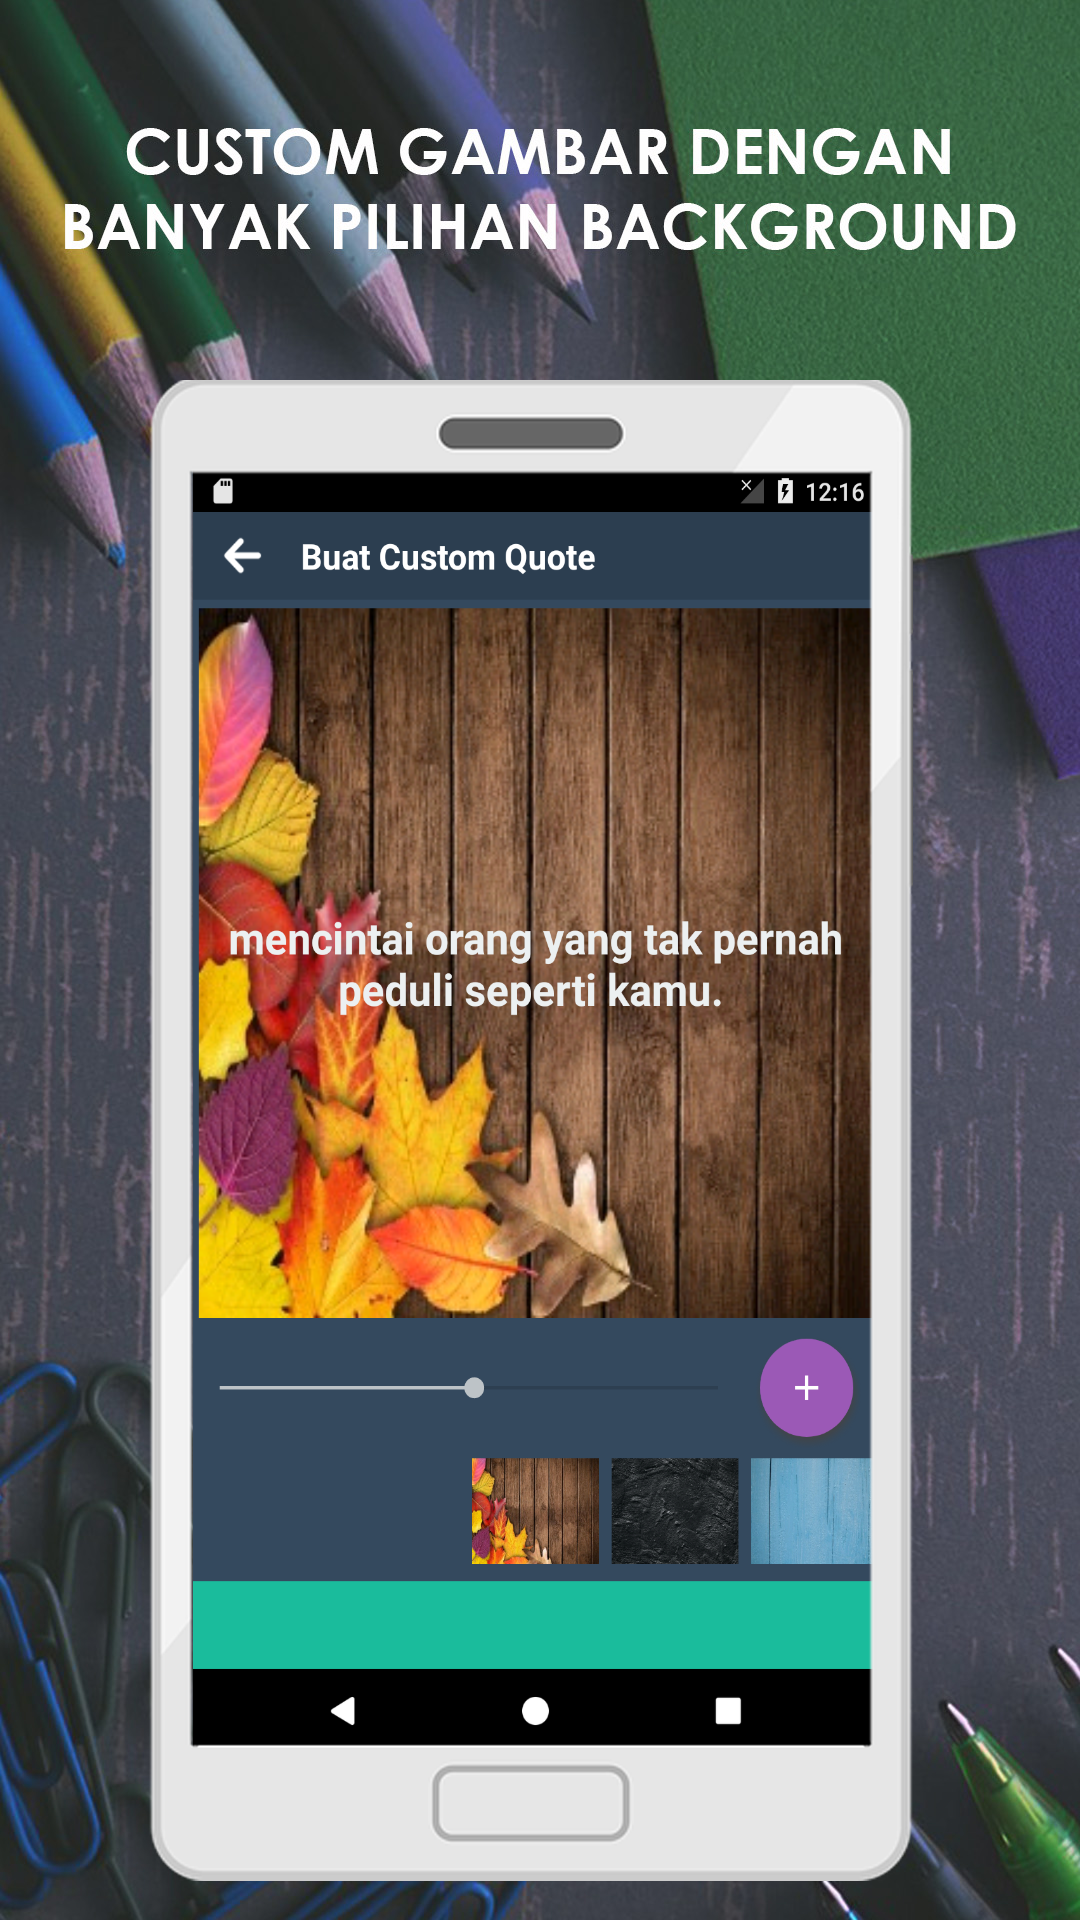 CUSTOM GAMBAR DENGAN
BANYAK PILIHAN BACKGROUND
12:16
Buat Custom Quote
mencintai orang yang tak pernah
peduli seperti kamu.